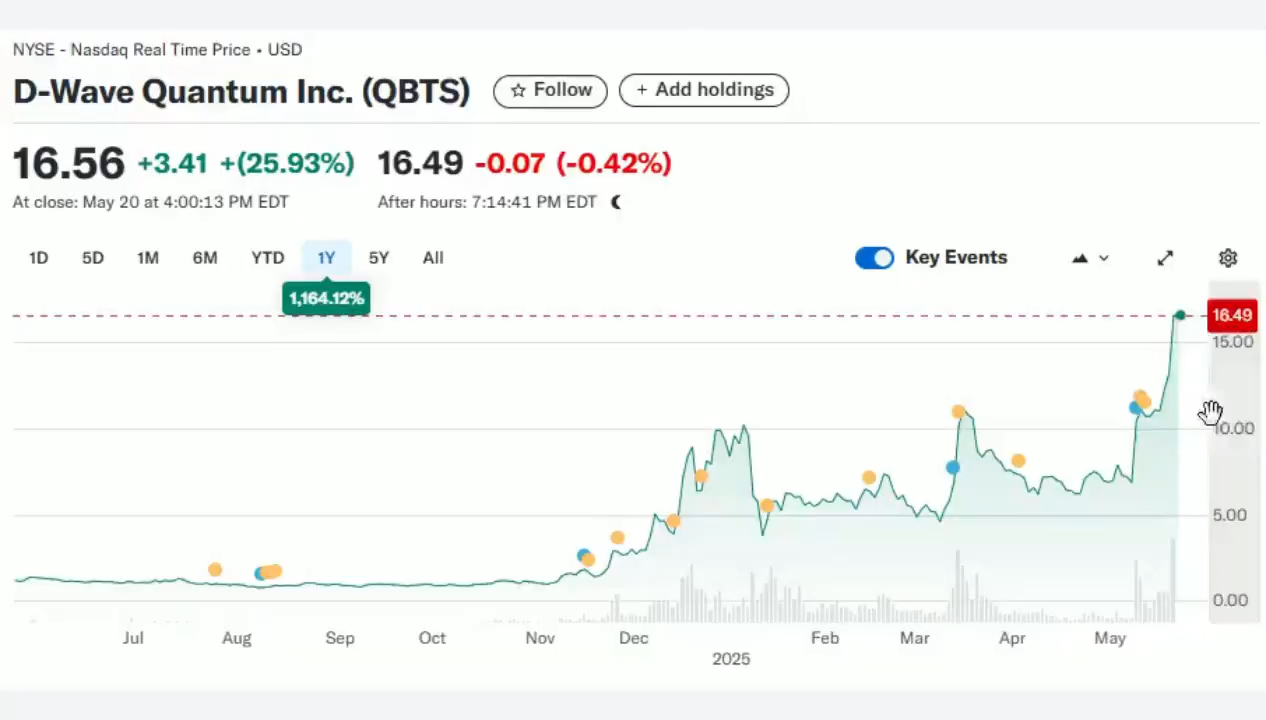 NYSE - Nasdaq Real Time Price • USD
D-Wave Quantum Inc. (QBTS)
☆ Follow
+ Add holdings
16.56 +3.41 +(25.93%) 16.49 -0.07 (-0.42%)
At close: May 20 at 4:00:13 PM EDT
After hours: 7:14:41 PM EDT
1D 5D 1M 6M YTD 1Y 5Y All
Key Events
1,164.12%
16.49
15.00
10.00
5.00
0.00
Jul Aug Sep Oct Nov Dec Feb Mar Apr May
2025